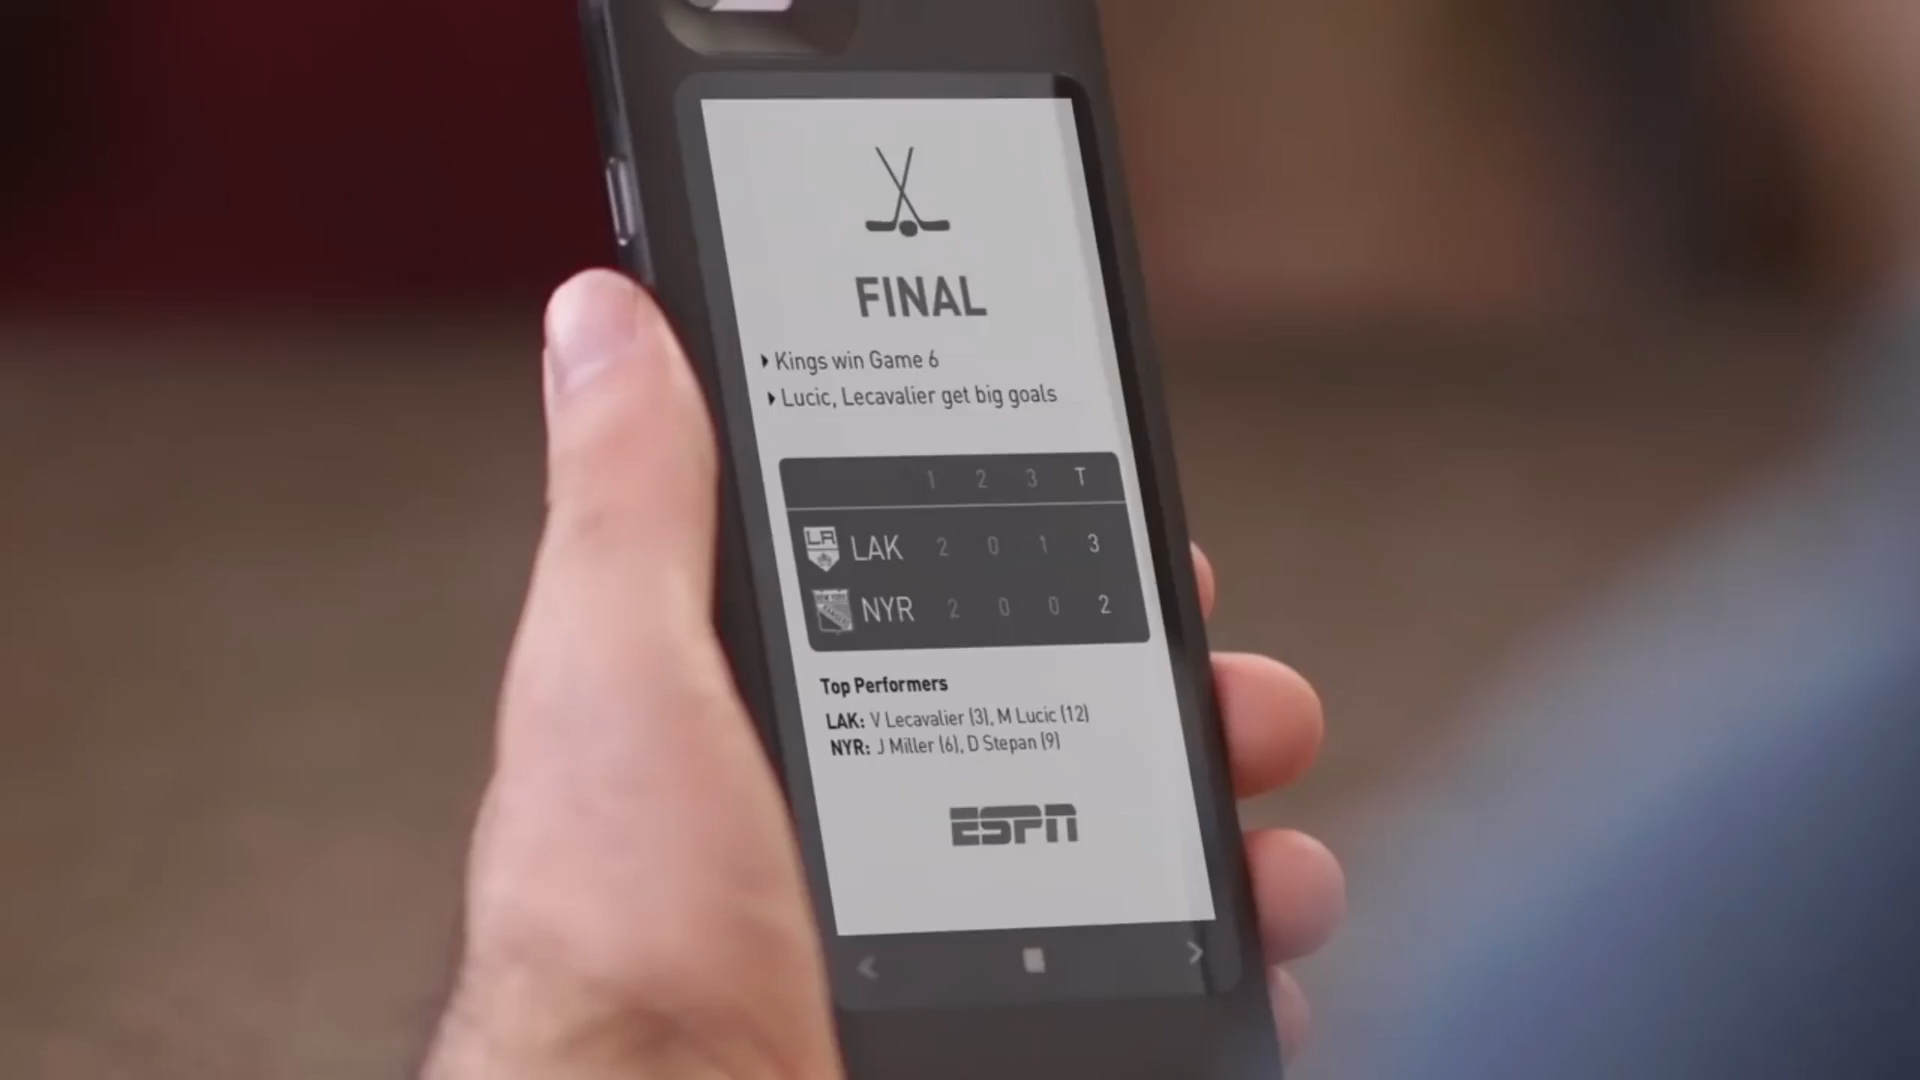 FINAL
Kings win Game 6
Lucic, Lecavalier get big goals
1 2 3 T
LA LAK 2 0 1 3
NYR 2 0 0 2
Top Performers
LAK: V Lecavalier (3), M Lucic (12)
NYR: J Miller (6), D Stepan (9)
ESPN